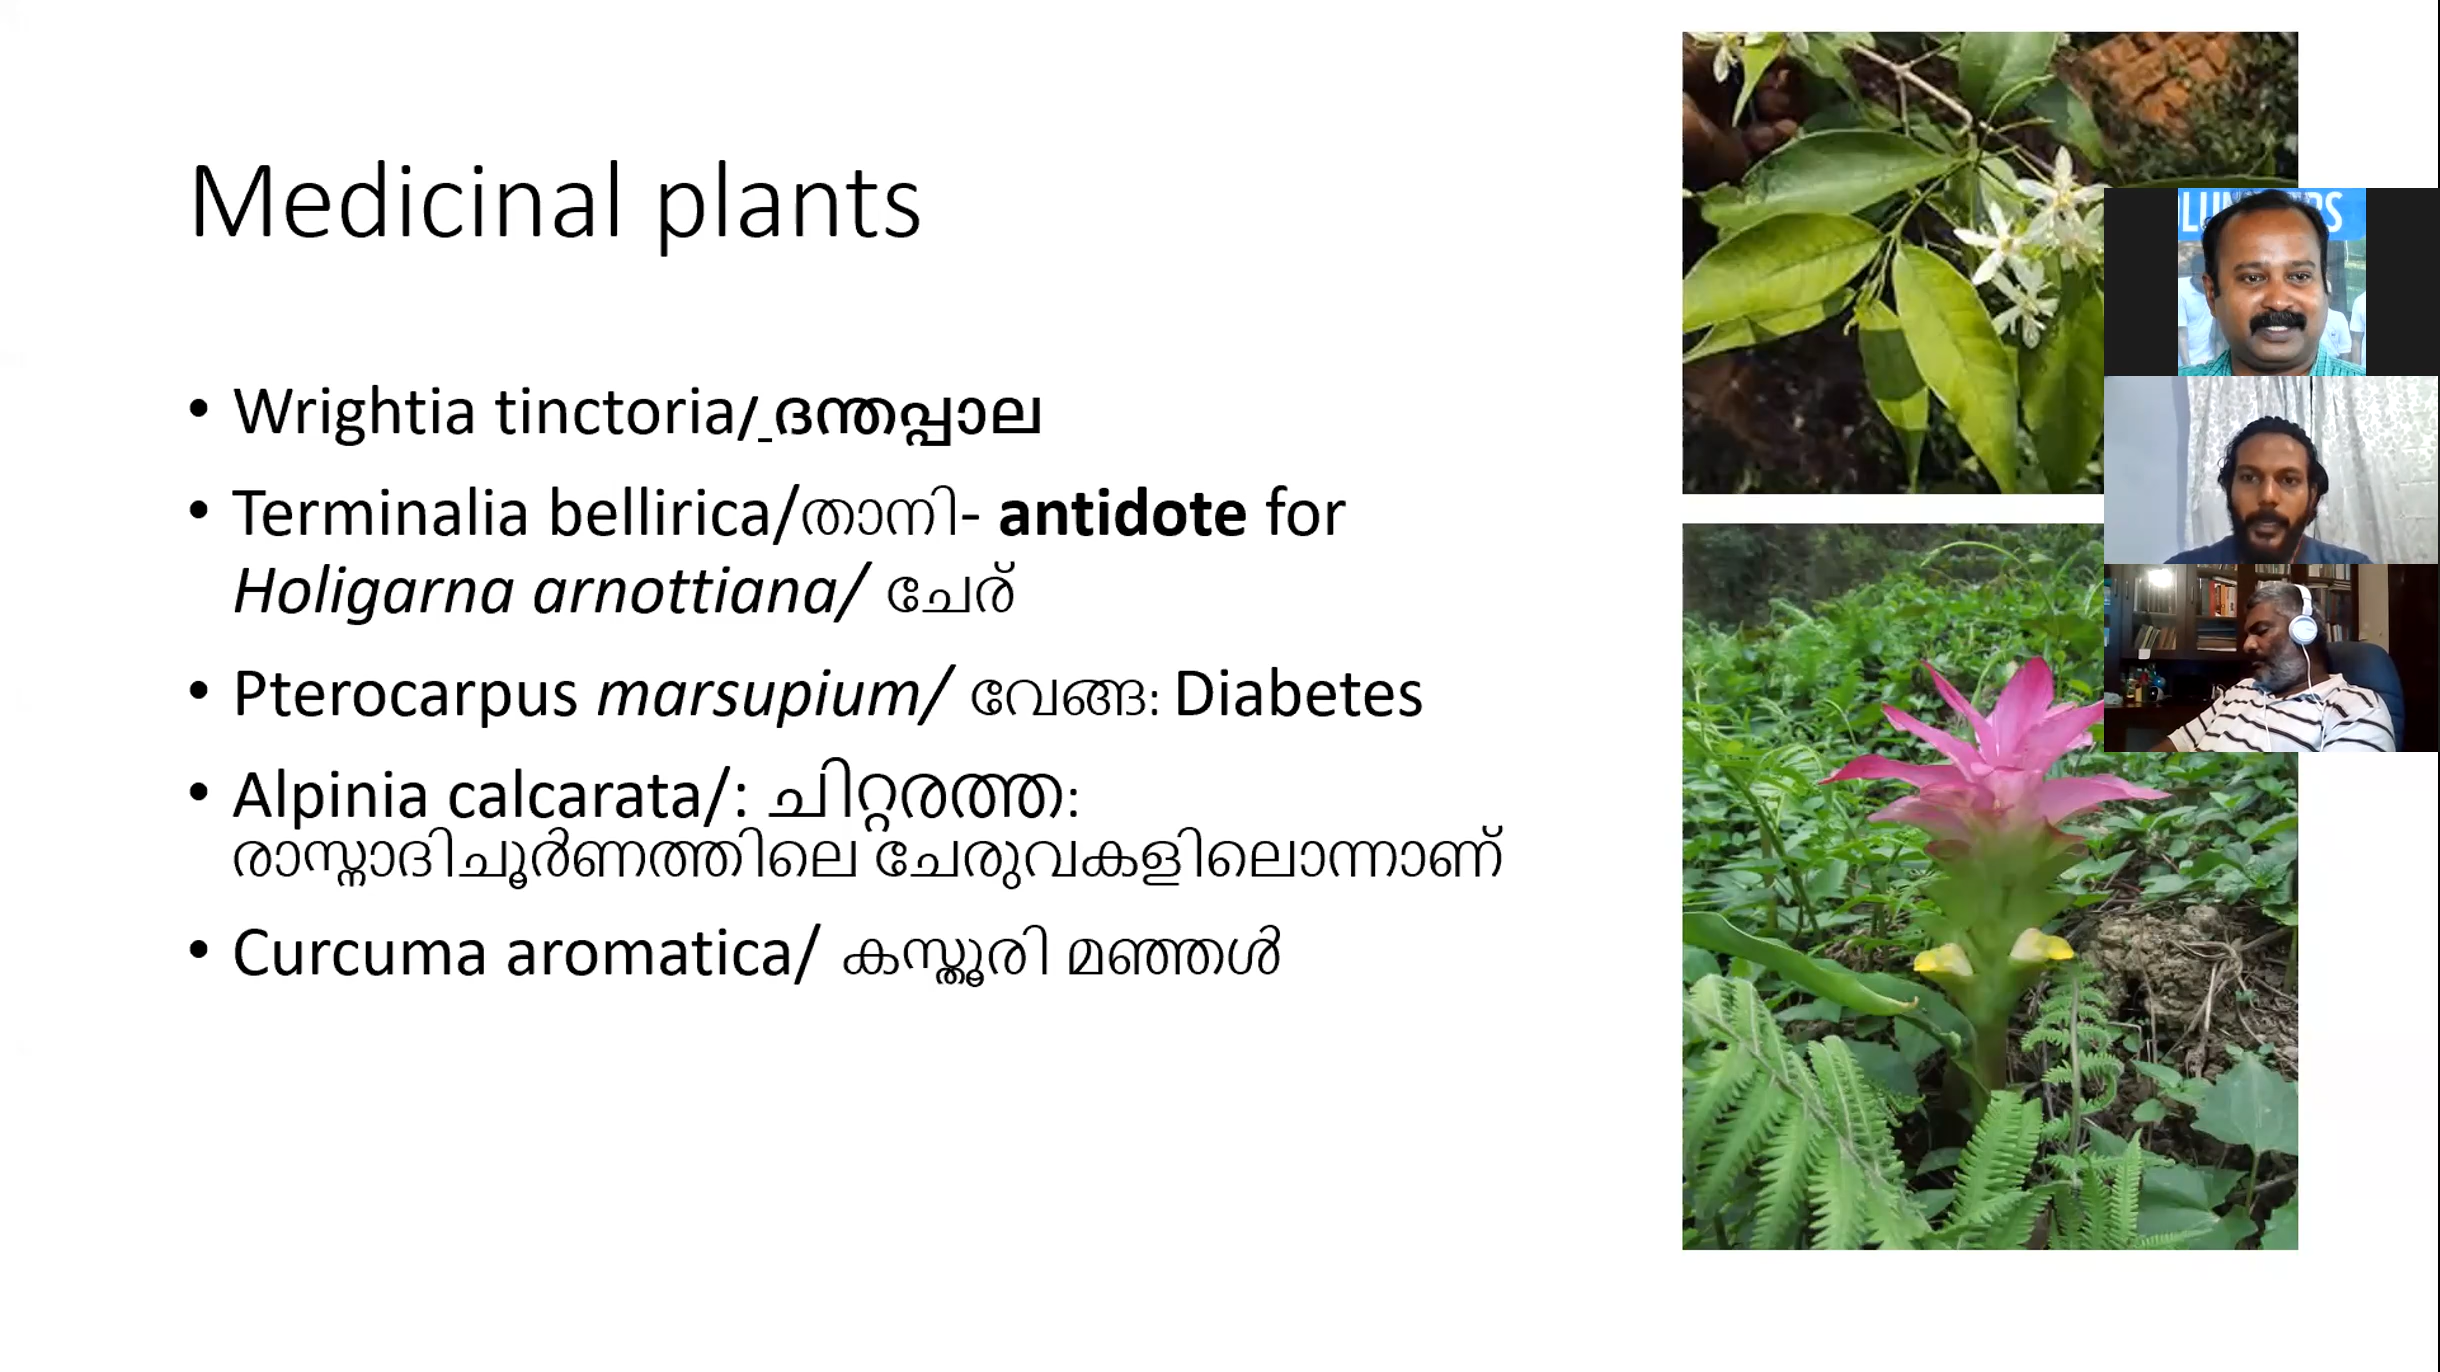 Medicinal plants
• Wrightia tinctoria/ ദന്തപ്പാല
• Terminalia bellirica/താനി- antidote for
Holigarna arnottiana/ ചേര്
• Pterocarpus marsupium/ വേങ്ങ: Diabetes
• Alpinia calcarata/: ചിറ്റരത്ത:
രാസ്നാദിചൂർണത്തിലെ ചേരുവകളിലൊന്നാണ്
• Curcuma aromatica/ കസ്തൂരി മഞ്ഞൾ